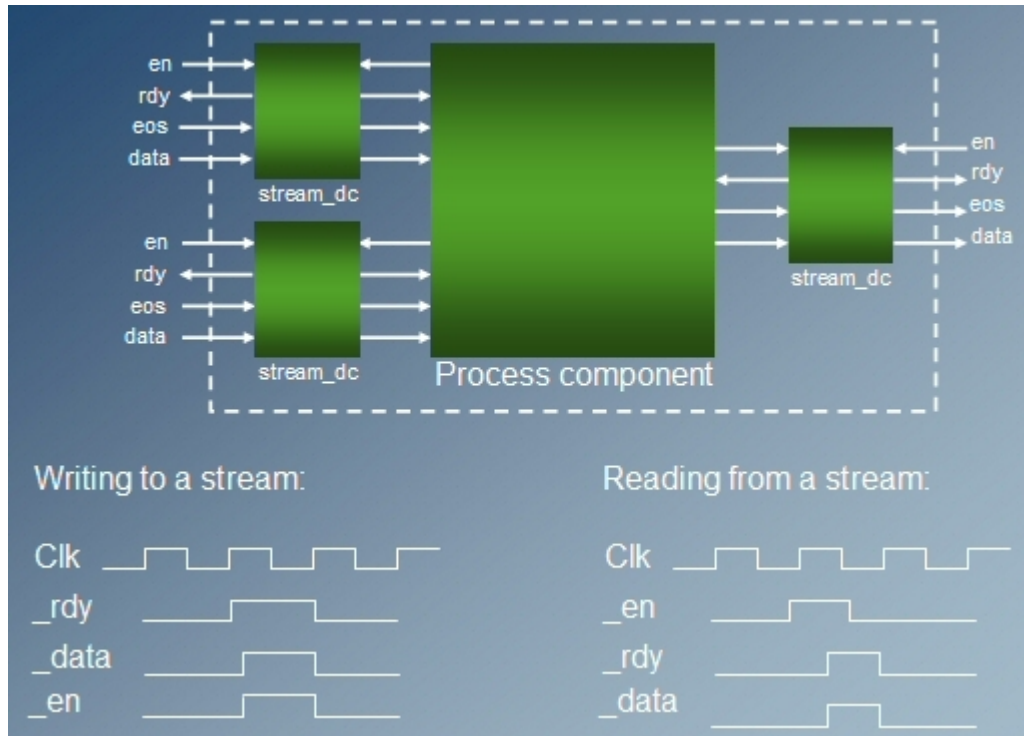 en
rdy
eos
data
stream_dc
en
rdy
eos
data
stream_dc
Process component
en
rdy
eos
data
stream_dc
Writing to a stream:
Clk
_rdy
_data
_en
Reading from a stream:
Clk
_en
_rdy
_data